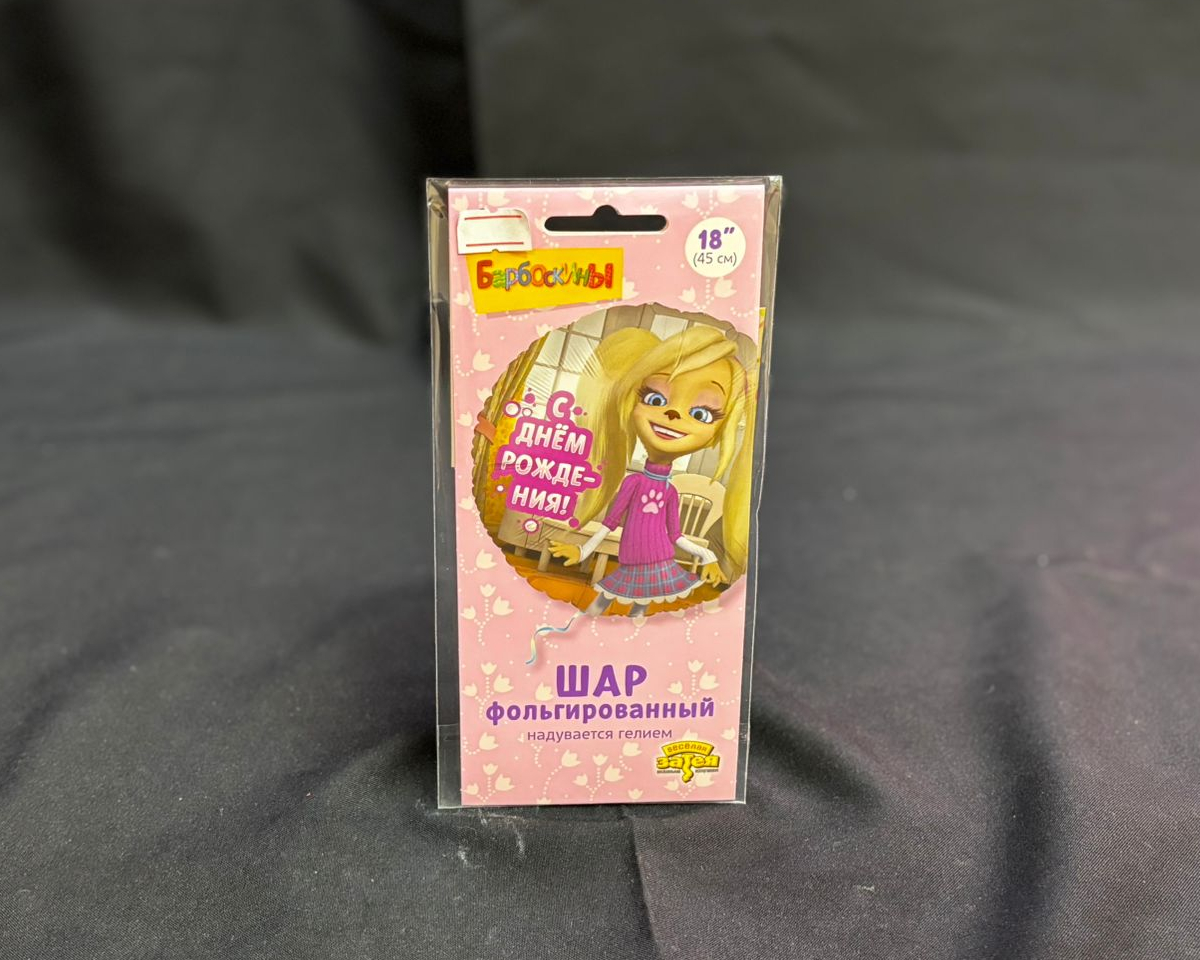 18”
(45 см)
Барбоскины
С
ДНЁМ
РОЖДЕ-
НИЯ!
ШАР
фольгированный
надувается гелием
весёлая
затея